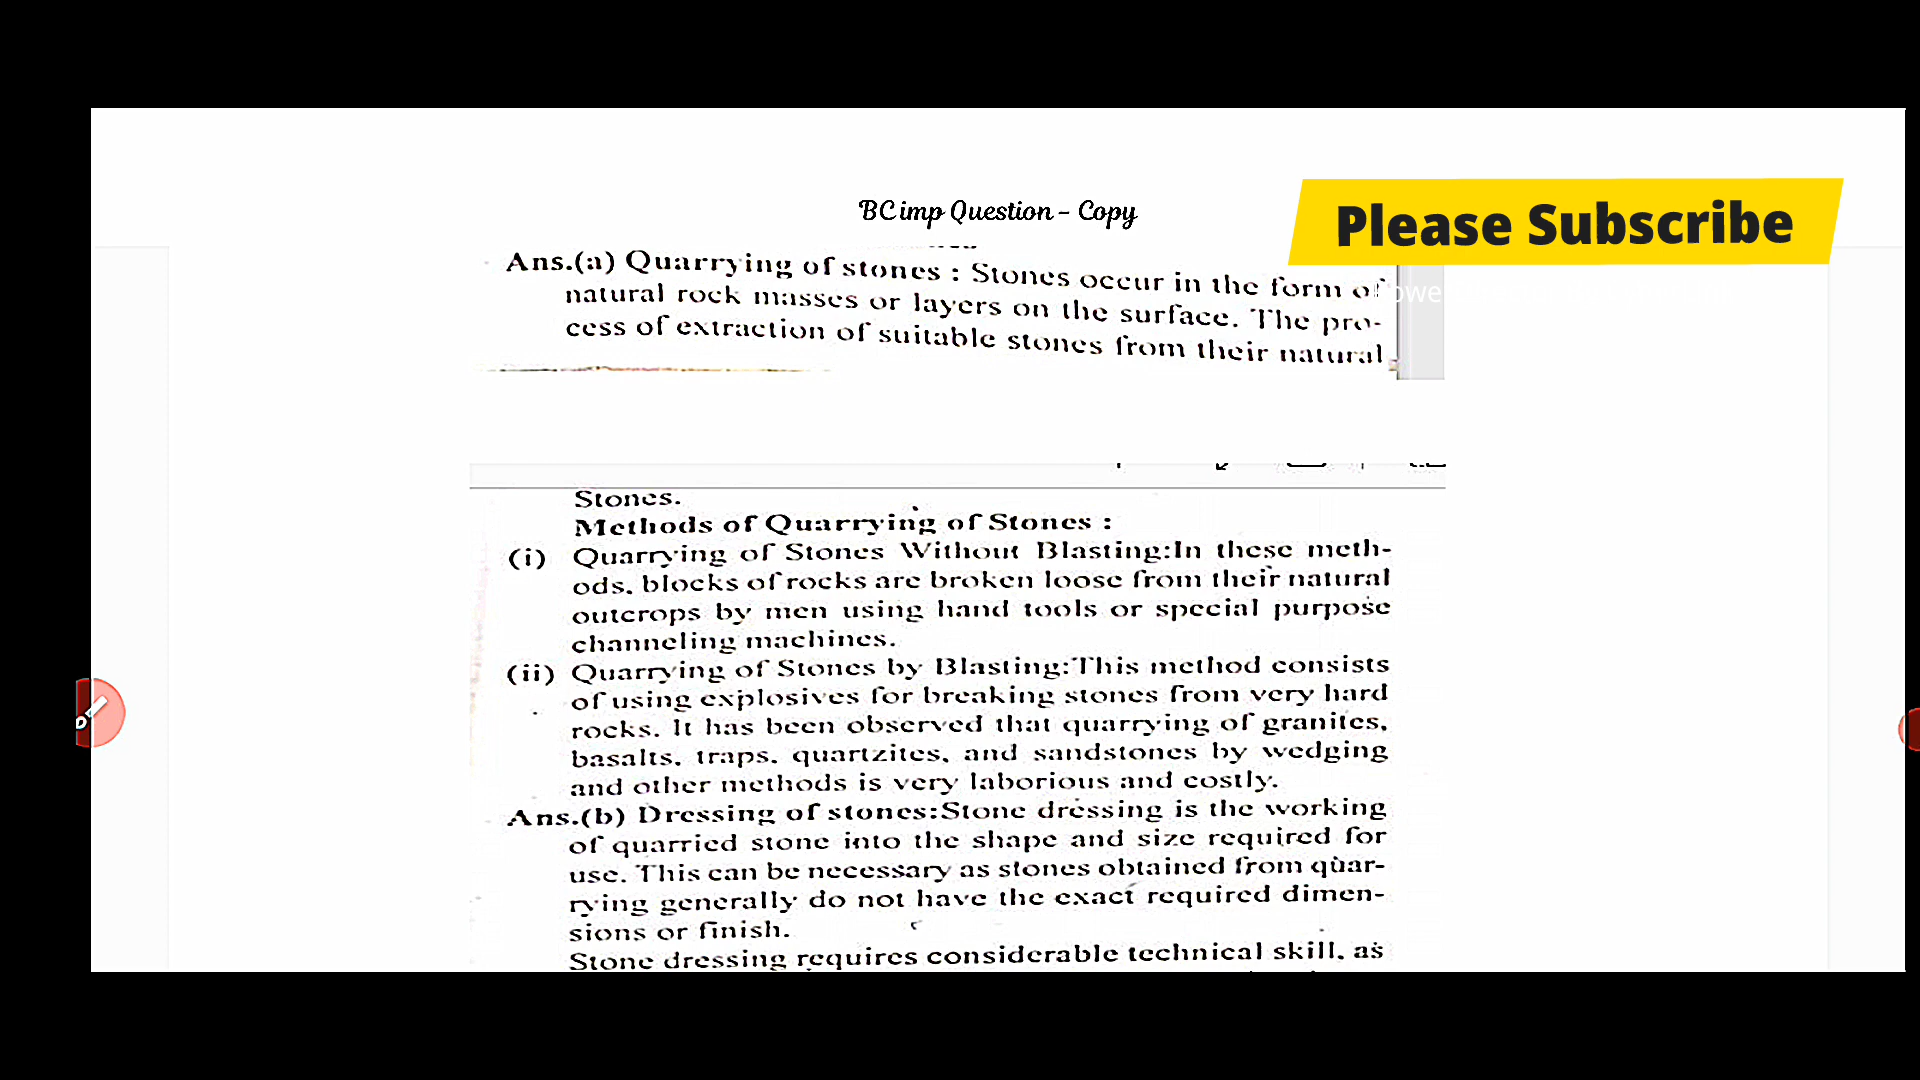 BC imp Question - Copy
Please Subscribe
Ans.(a) Quarrying of stones : Stones occur in the form of
natural rock masses or layers on the surface. The pro-
cess of extraction of suitable stones from their natural
Stones.
Methods of Quarrying of Stones :
(i) Quarrying of Stones Without Blasting:In these meth-
ods, blocks of rocks are broken loose from their natural
outcrops by men using hand tools or special purpose
channeling machines.
(ii) Quarrying of Stones by Blasting:This method consists
of using explosives for breaking stones from very hard
rocks. It has been observed that quarrying of granites,
basalts, traps, quartzites, and sandstones by wedging
and other methods is very laborious and costly.
Ans.(b) Dressing of stones:Stone dressing is the working
of quarried stone into the shape and size required for
use. This can be necessary as stones obtained from quar-
rying generally do not have the exact required dimen-
sions or finish.
Stone dressing requires considerable technical skill, as